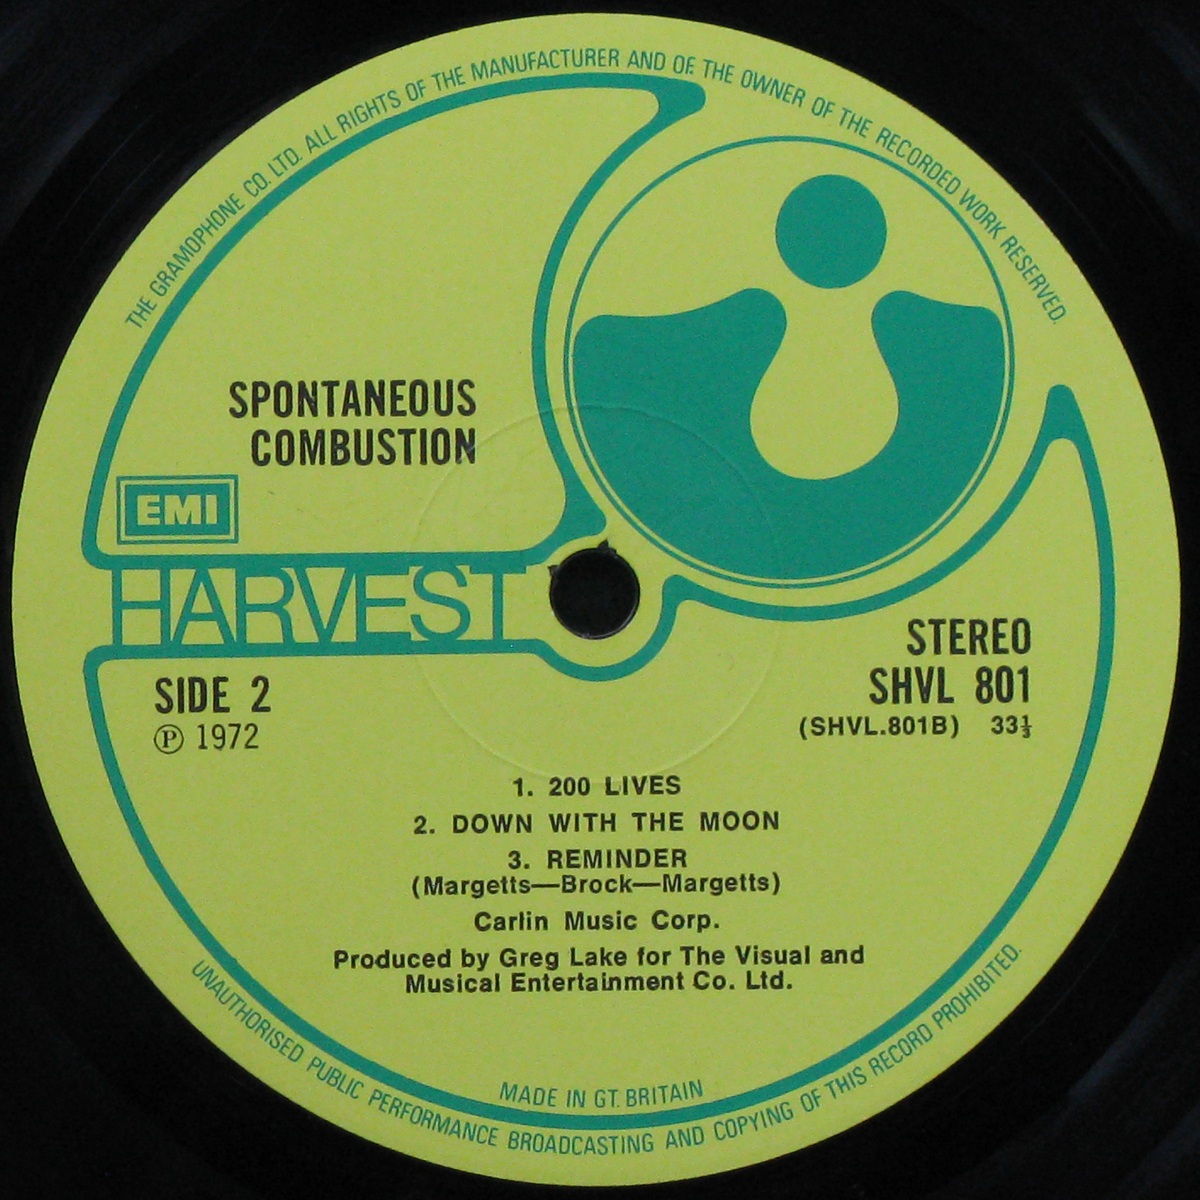 THE GRAMOPHONE CO. LTD. ALL RIGHTS OF THE MANUFACTURER AND OF THE OWNER OF THE RECORDED WORK RESERVED.
SPONTANEOUS
COMBUSTION
EMI
HARVEST
SIDE 2
℗ 1972
STEREO
SHVL 801
(SHVL.801B) 33⅓
1. 200 LIVES
2. DOWN WITH THE MOON
3. REMINDER
(Margetts—Brock—Margetts)
Carlin Music Corp.
Produced by Greg Lake for The Visual and
Musical Entertainment Co. Ltd.
MADE IN GT. BRITAIN
UNAUTHORISED PUBLIC PERFORMANCE BROADCASTING AND COPYING OF THIS RECORD PROHIBITED.